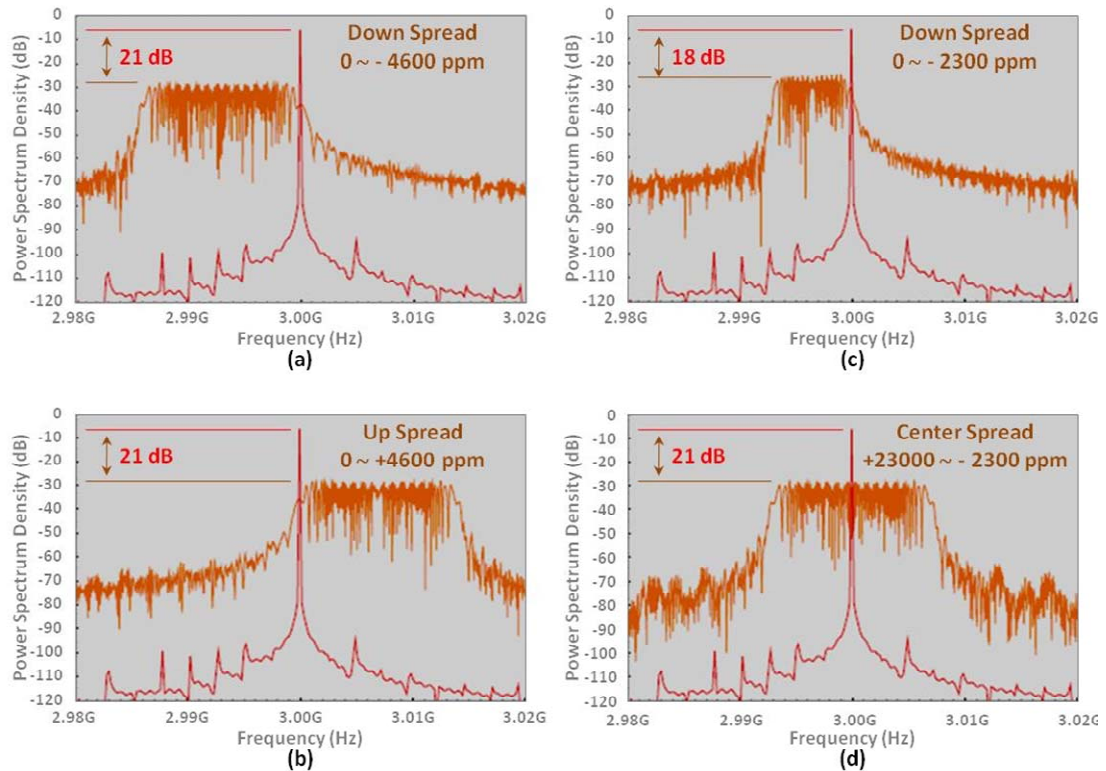 Power Spectrum Density (dB)
0
-10
-20
-30
-40
-50
-60
-70
-80
-90
-100
-110
-120
21 dB
Down Spread
0 ~ - 4600 ppm
2.98G
2.99G
3.00G
3.01G
3.02G
Frequency (Hz)
(a)
Power Spectrum Density (dB)
0
-10
-20
-30
-40
-50
-60
-70
-80
-90
-100
-110
-120
18 dB
Down Spread
0 ~ - 2300 ppm
2.98G
2.99G
3.00G
3.01G
3.02G
Frequency (Hz)
(c)
Power Spectrum Density (dB)
0
-10
-20
-30
-40
-50
-60
-70
-80
-90
-100
-110
-120
21 dB
Up Spread
0 ~ +4600 ppm
2.98G
2.99G
3.00G
3.01G
3.02G
Frequency (Hz)
(b)
Power Spectrum Density (dB)
0
-10
-20
-30
-40
-50
-60
-70
-80
-90
-100
-110
-120
21 dB
Center Spread
+23000 ~ - 2300 ppm
2.98G
2.99G
3.00G
3.01G
3.02G
Frequency (Hz)
(d)